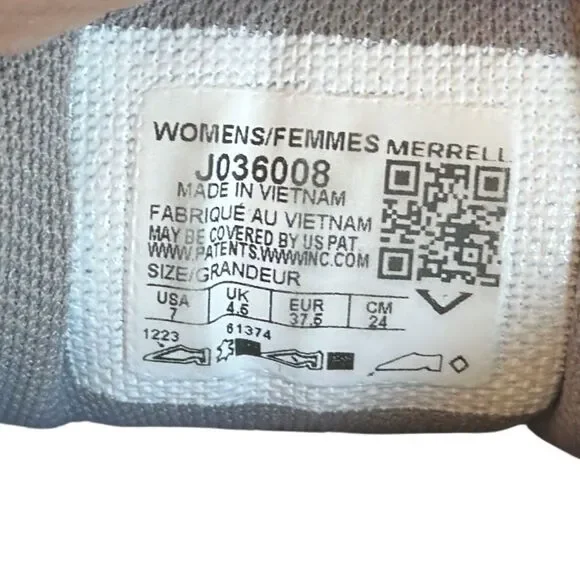 WOMENS/FEMMES MERRELL
J036008
MADE IN VIETNAM
FABRIQUÉ AU VIETNAM
MAY BE COVERED BY US PAT.
WWW.PATENTS.WWWINC.COM
SIZE/GRANDEUR
USA UK EUR CM
7 4.5 37.5 24
1223 61374